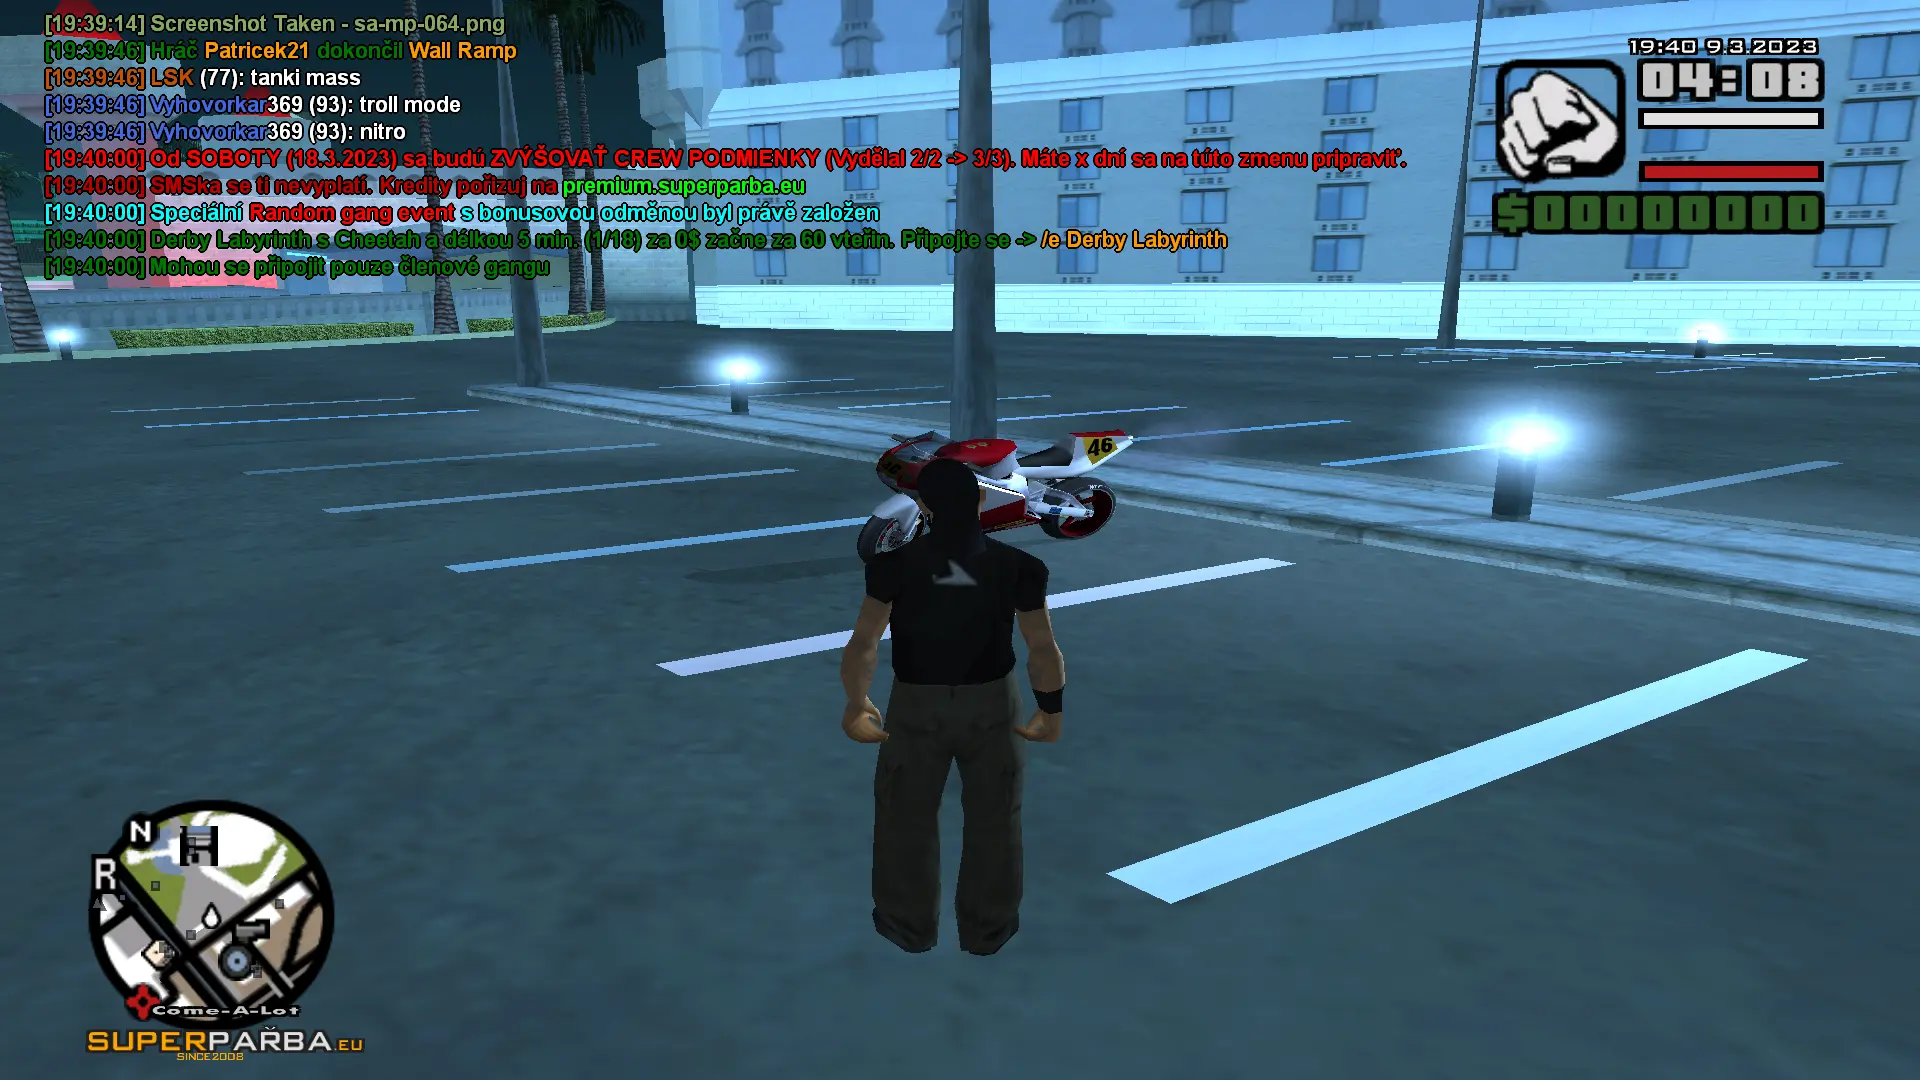 [19:39:14] Screenshot Taken - sa-mp-064.png
[19:39:46] Hráč Patricek21 dokončil Wall Ramp
[19:39:46] LSK (77): tanki mass
[19:39:46] Vyhovorkar369 (93): troll mode
[19:39:46] Vyhovorkar369 (93): nitro
[19:40:00] Od SOBOTY (18.3.2023) sa budú ZVÝŠOVAŤ CREW PODMIENKY (Vydělal 2/2 -> 3/3). Máte x dní sa na túto zmenu pripraviť.
[19:40:00] SMSka se ti nevyplatí. Kredity pořizuj na premium.superparba.eu
[19:40:00] Speciální Random gang event s bonusovou odměnou byl právě založen
[19:40:00] Derby Labyrinth s Cheetah a délkou 5 min. (1/18) za 0$ začne za 60 vteřin. Připojte se -> /e Derby Labyrinth
[19:40:00] Mohou se připojit pouze členové gangu
19:40 9.3.2023
04:08
$00000000
46
N
R
Come-A-Lot
SUPERPAŘBA.EU
SINCE2008